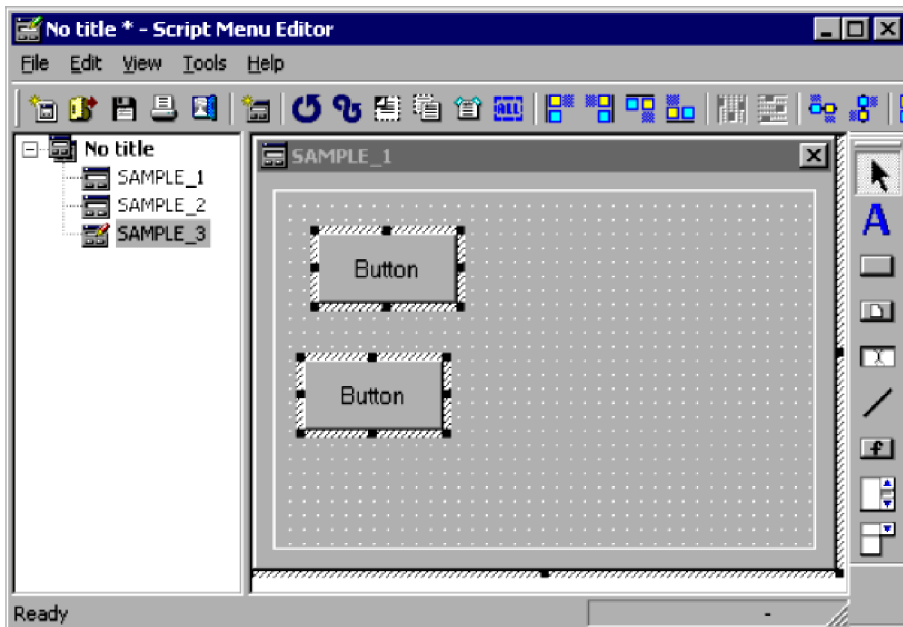 No title * - Script Menu Editor
File Edit View Tools Help
ALL
No title
SAMPLE_1
SAMPLE_2
SAMPLE_3
SAMPLE_1
Button
Button
A
f
Ready
-